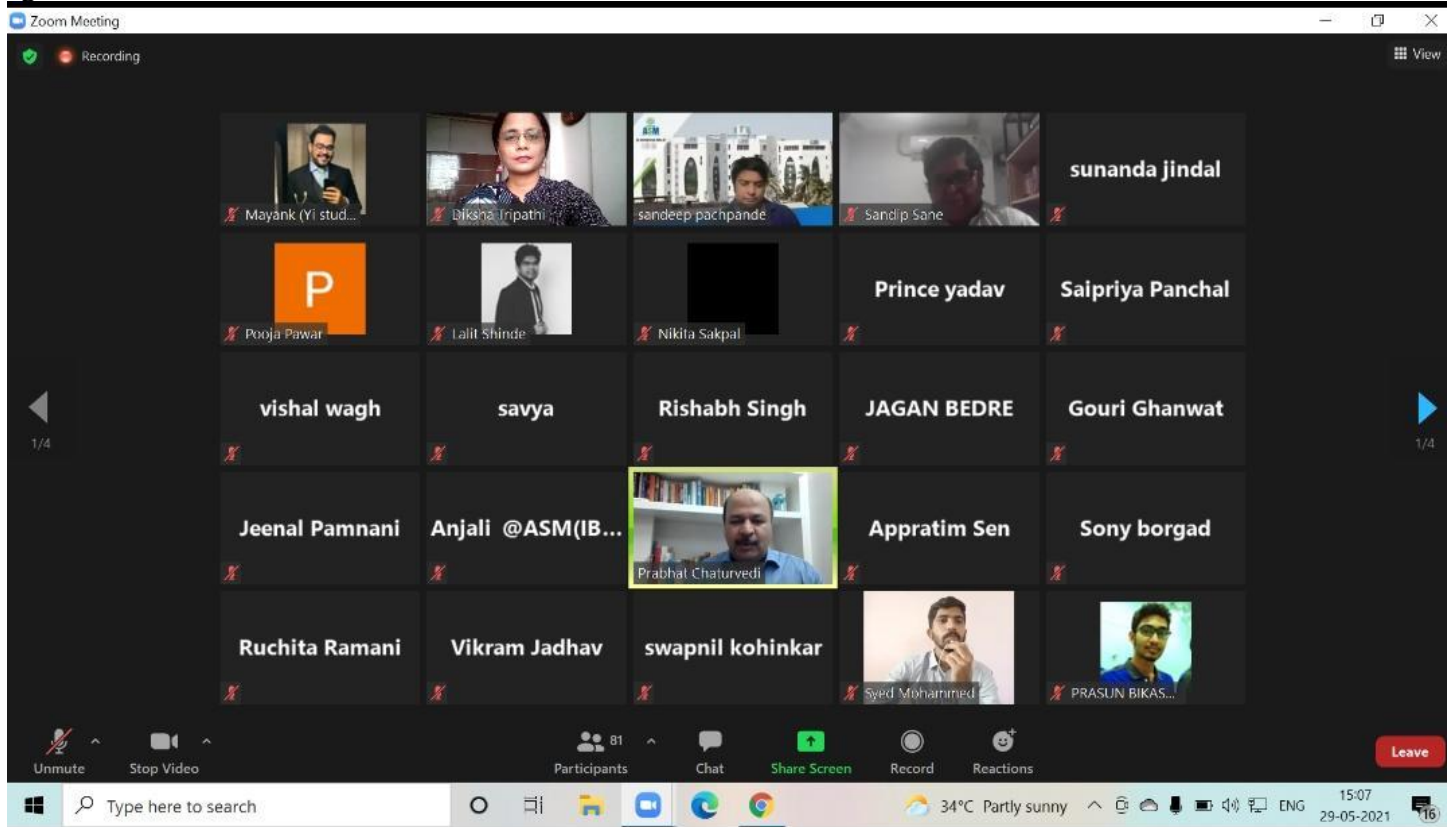 Zoom Meeting
Recording
View
ASM
Mayank (Yi stud...
Diksha Tripathi
sandeep pachpande
Sandip Sane
sunanda jindal
P
Pooja Pawar
Lalit Shinde
Nikita Sakpal
Prince yadav
Saipriya Panchal
vishal wagh
savya
Rishabh Singh
JAGAN BEDRE
Gouri Ghanwat
1/4
1/4
Jeenal Pamnani
Anjali @ASM(IB...
Prabhat Chaturvedi
Appratim Sen
Sony borgad
Ruchita Ramani
Vikram Jadhav
swapnil kohinkar
Syed Mohammed
PRASUN BIKAS...
Unmute
Stop Video
81
Participants
Chat
Share Screen
Record
Reactions
Leave
Type here to search
34°C Partly sunny
ENG
15:07
29-05-2021
16